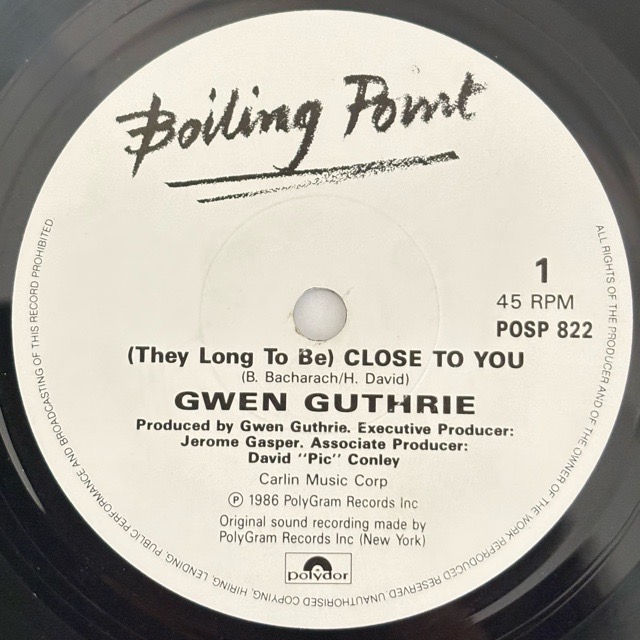 Boiling Point
1
45 RPM
POSP 822
(They Long To Be) CLOSE TO YOU
(B. Bacharach/H. David)
GWEN GUTHRIE
Produced by Gwen Guthrie. Executive Producer:
Jerome Gasper. Associate Producer:
David "Pic" Conley
Carlin Music Corp
Ⓟ 1986 PolyGram Records Inc
Original sound recording made by
PolyGram Records Inc (New York)
polydor
ALL RIGHTS OF THE PRODUCER AND OF THE OWNER OF THE WORK REPRODUCED RESERVED. UNAUTHORISED COPYING, HIRING, LENDING, PUBLIC PERFORMANCE AND BROADCASTING OF THIS RECORD PROHIBITED.